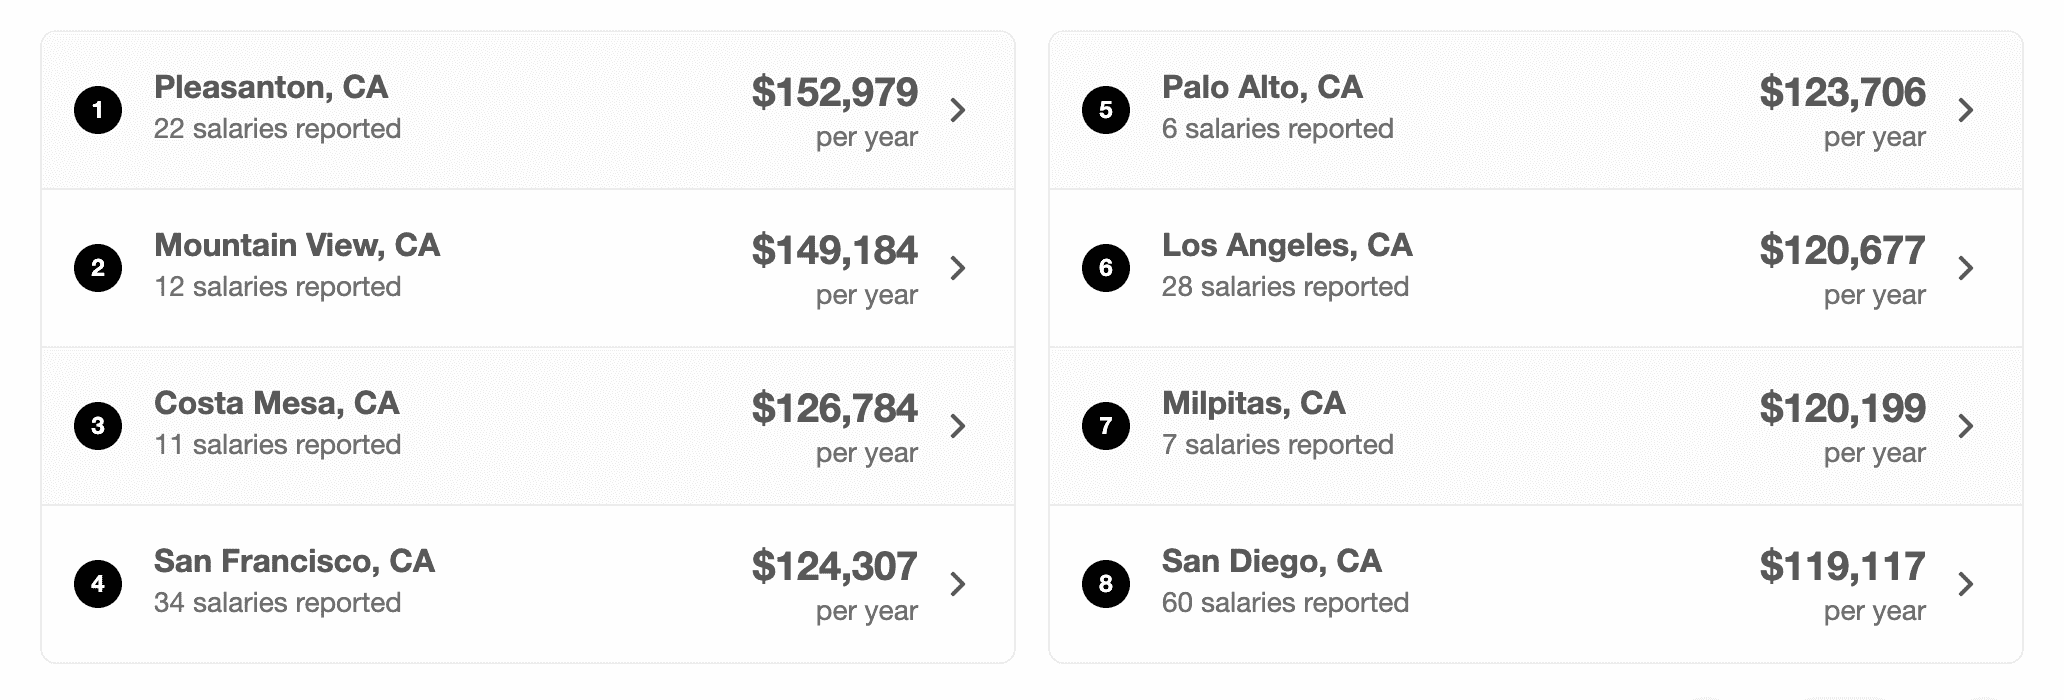 1
Pleasanton, CA
22 salaries reported
$152,979
per year
2
Mountain View, CA
12 salaries reported
$149,184
per year
3
Costa Mesa, CA
11 salaries reported
$126,784
per year
4
San Francisco, CA
34 salaries reported
$124,307
per year
5
Palo Alto, CA
6 salaries reported
$123,706
per year
6
Los Angeles, CA
28 salaries reported
$120,677
per year
7
Milpitas, CA
7 salaries reported
$120,199
per year
8
San Diego, CA
60 salaries reported
$119,117
per year